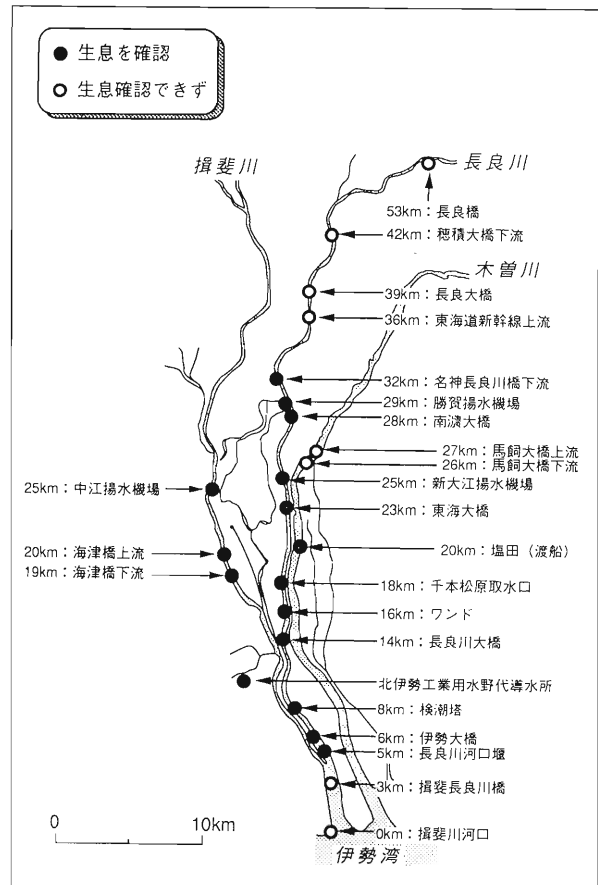 ● 生息を確認
○ 生息確認できず
揖斐川
長良川
53km：長良橋
42km：穂積大橋下流
木曽川
39km：長良大橋
36km：東海道新幹線上流
32km：名神長良川橋下流
29km：勝賀揚水機場
28km：南濃大橋
27km：馬飼大橋上流
26km：馬飼大橋下流
25km：中江揚水機場
25km：新大江揚水機場
23km：東海大橋
20km：海津橋上流
20km：塩田（渡船）
19km：海津橋下流
18km：千本松原取水口
16km：ワンド
14km：長良川大橋
北伊勢工業用水野代導水所
8km：検潮塔
6km：伊勢大橋
5km：長良川河口堰
3km：揖斐長良川橋
0 10km
0km：揖斐川河口
伊勢湾